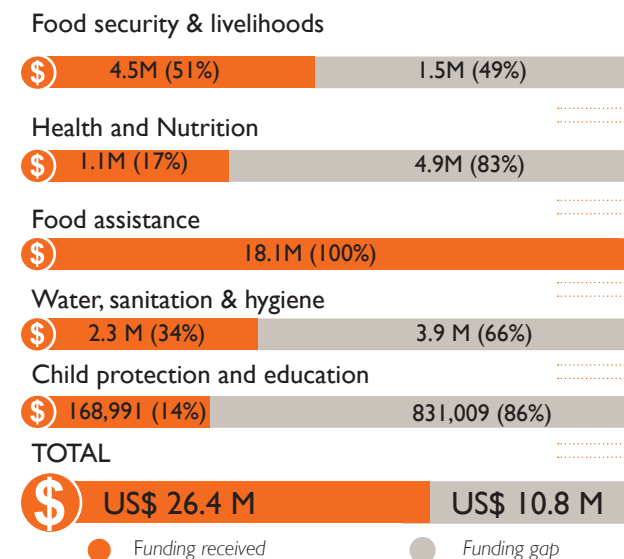 Food security & livelihoods
$ 4.5M (51%) 1.5M (49%)
Health and Nutrition
$ 1.1M (17%) 4.9M (83%)
Food assistance
$ 18.1M (100%)
Water, sanitation & hygiene
$ 2.3 M (34%) 3.9 M (66%)
Child protection and education
$ 168,991 (14%) 831,009 (86%)
TOTAL
$ US$ 26.4 M US$ 10.8 M
Funding received Funding gap